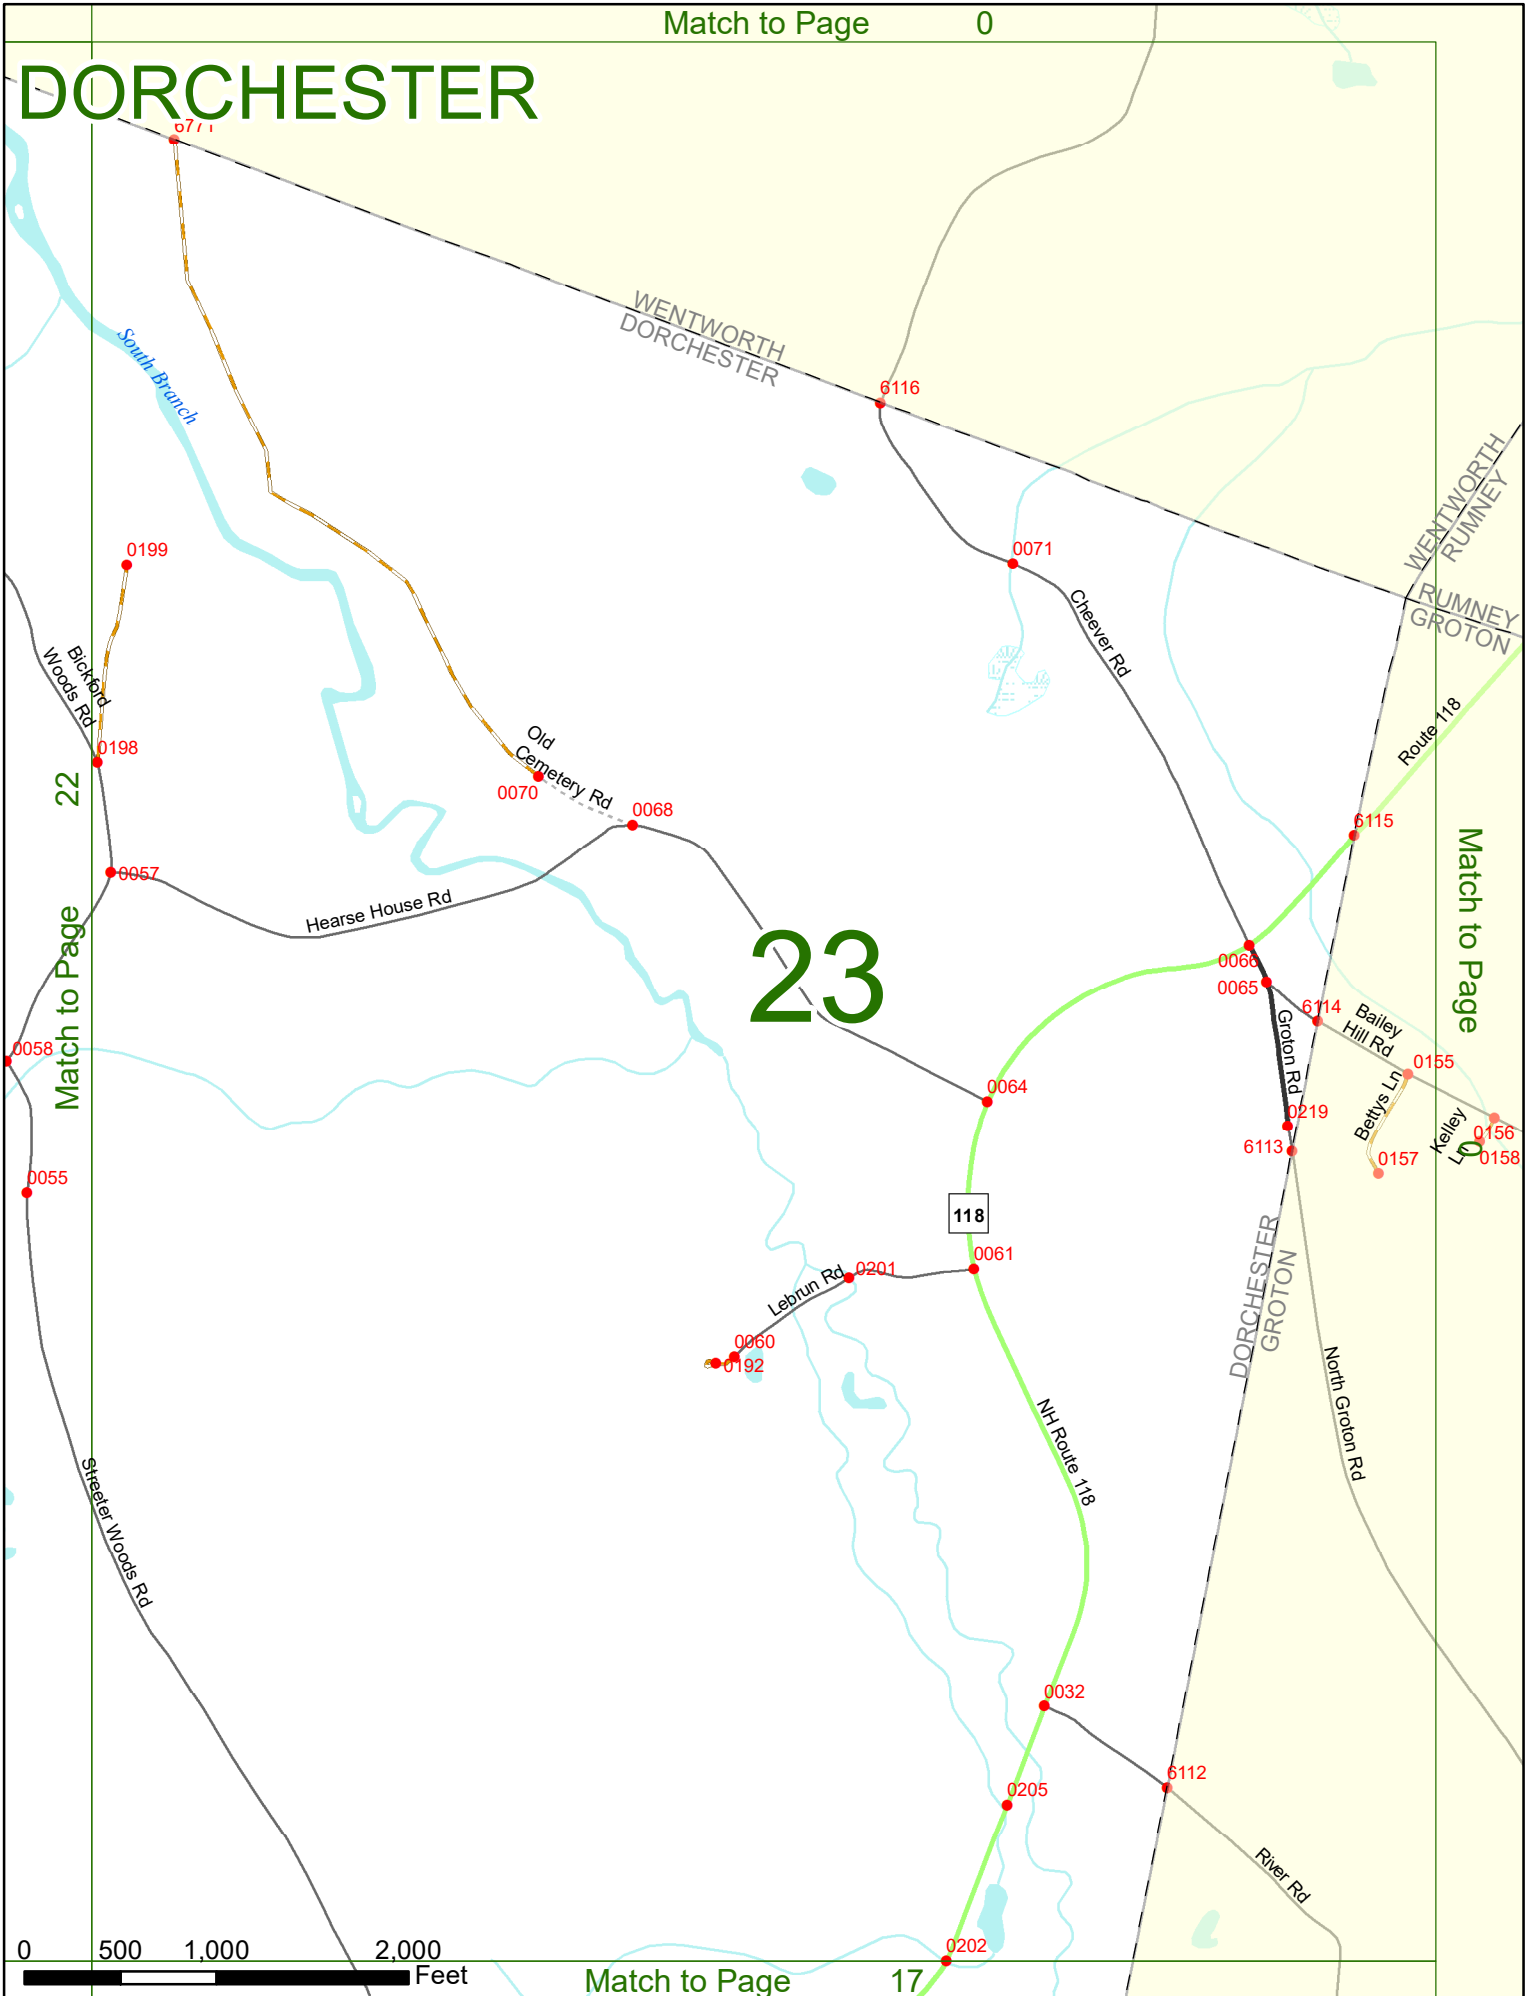 Match to Page 0
DORCHESTER
6771
South Branch
WENTWORTH
DORCHESTER
6116
WENTWORTH
RUMNEY
RUMNEY
GROTON
0199
0071
Cheever Rd
Bickford
Woods Rd
0198
Old
Cemetery Rd
0070
0068
Route 118
6115
22
Match to Page
0057
Hearse House Rd
23
0066
0065
6114
Groton Rd
Bailey
Hill Rd
Match to Page
0
0058
0064
0155
Bettys Ln
0219
6113
0157
Kelley
Ln
0156
0158
0055
118
0061
0201
Lebrun Rd
0060
0192
DORCHESTER
GROTON
North Groton Rd
NH Route 118
Streeter Woods Rd
0032
6112
0205
River Rd
0202
0 500 1,000 2,000
Feet
Match to Page 17